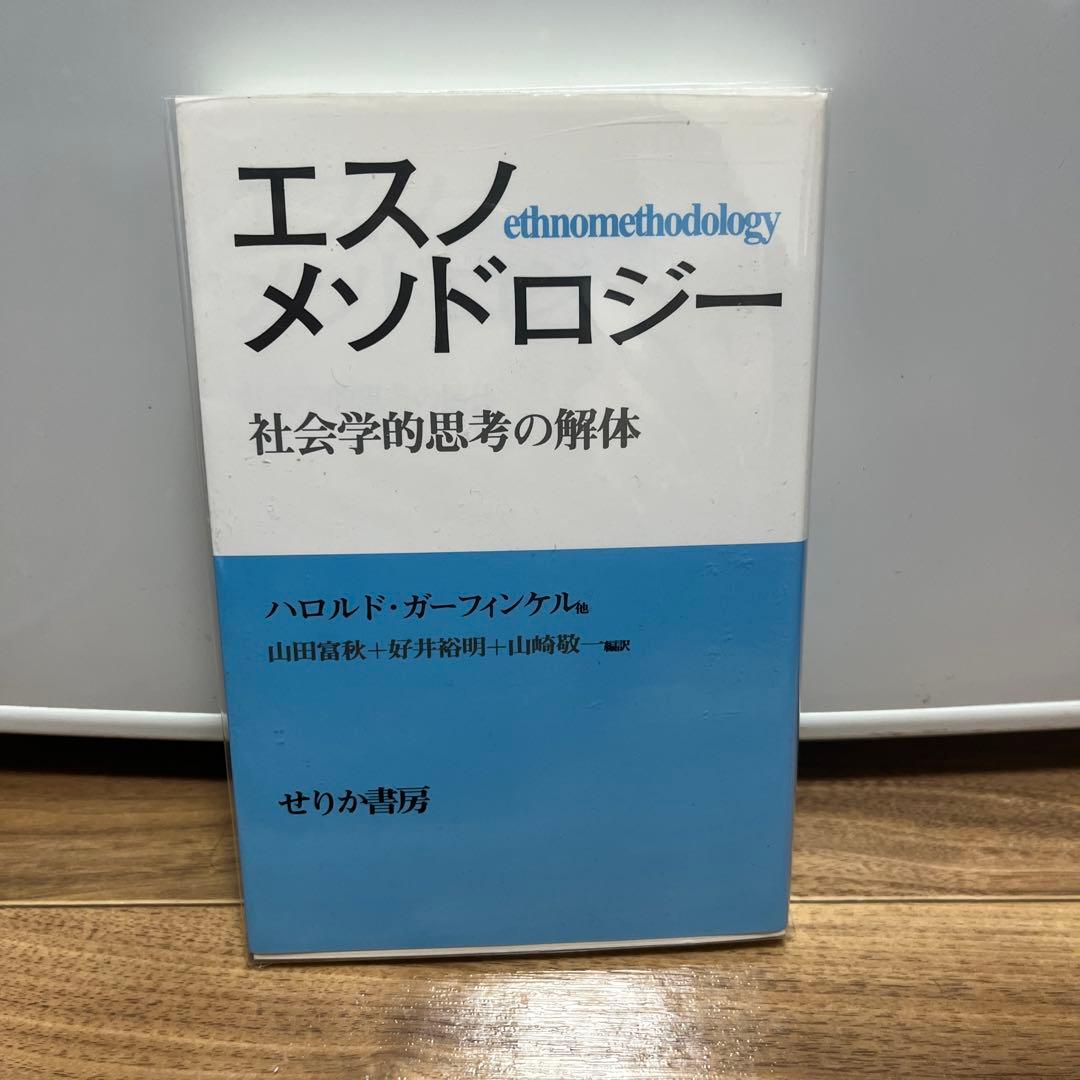 エスノ
ethnomethodology
メソドロジー
社会学的思考の解体
ハロルド・ガーフィンケル他
山田富秋+好井裕明+山崎敬一編訳
せりか書房